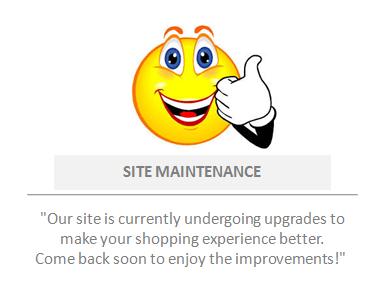 SITE MAINTENANCE
"Our site is currently undergoing upgrades to
make your shopping experience better.
Come back soon to enjoy the improvements!"